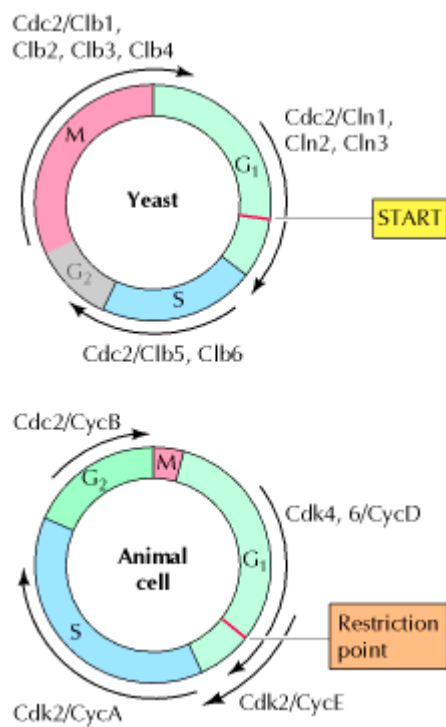 Cdc2/Clb1,
Clb2, Clb3, Clb4
M
G1
Cdc2/Cln1,
Cln2, Cln3
Yeast
START
G2
S
Cdc2/Clb5, Clb6
Cdc2/CycB
M
G2
Cdk4, 6/CycD
Animal
cell
G1
S
Restriction
point
Cdk2/CycA
Cdk2/CycE